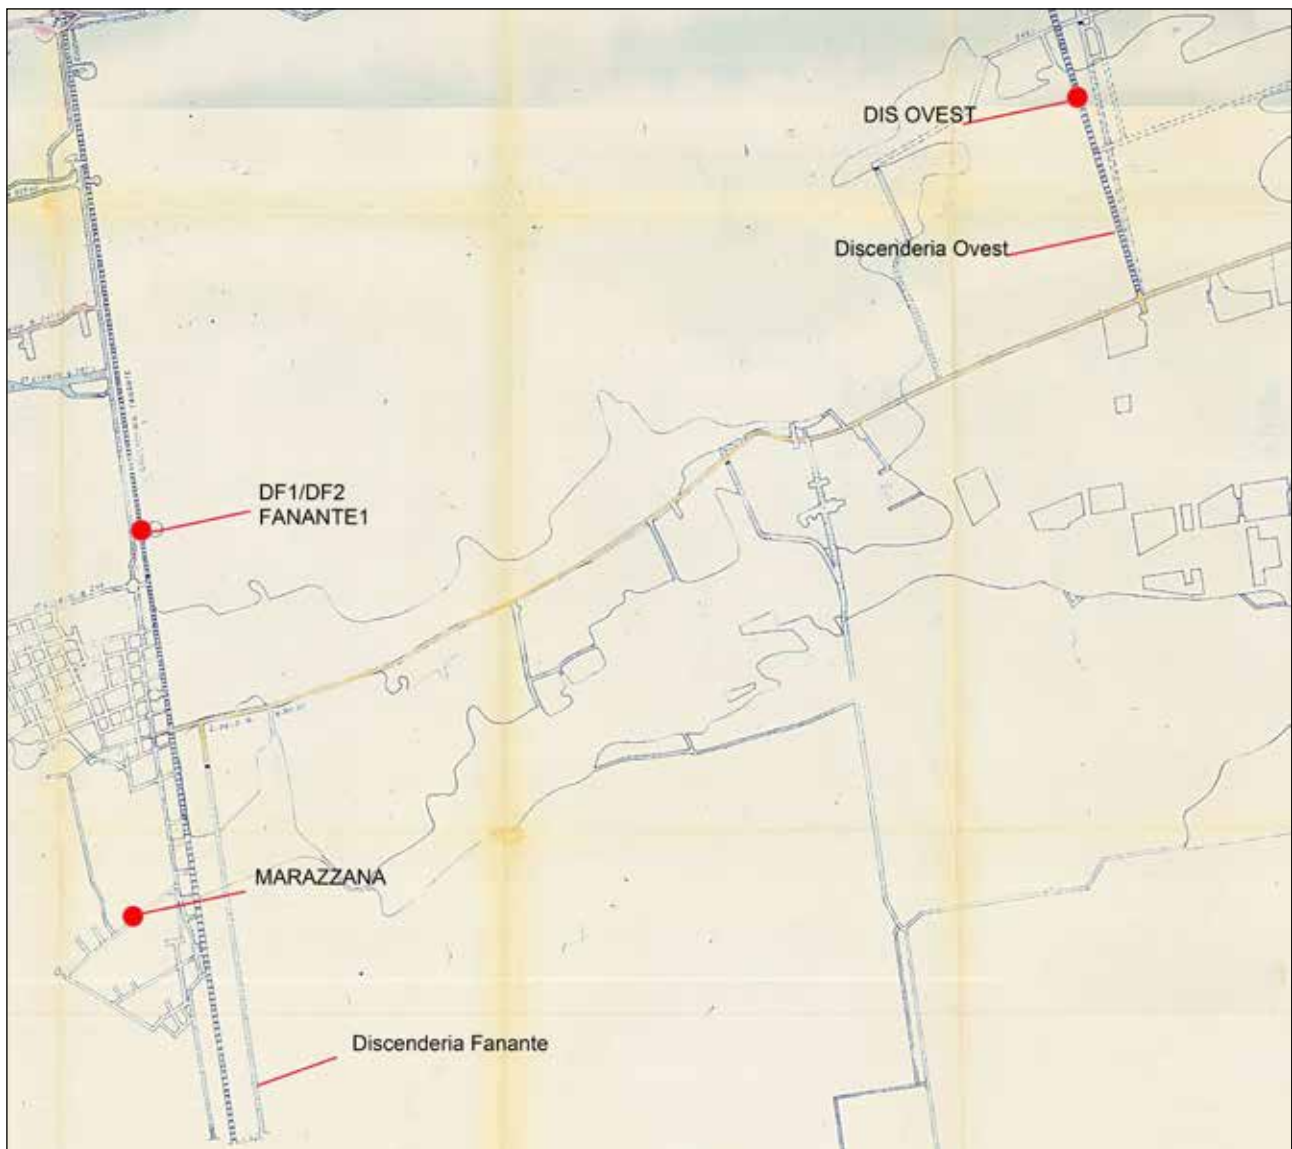 DIS OVEST
Discenderia Ovest
DF1/DF2
FANANTE1
MARAZZANA
Discenderia Fanante